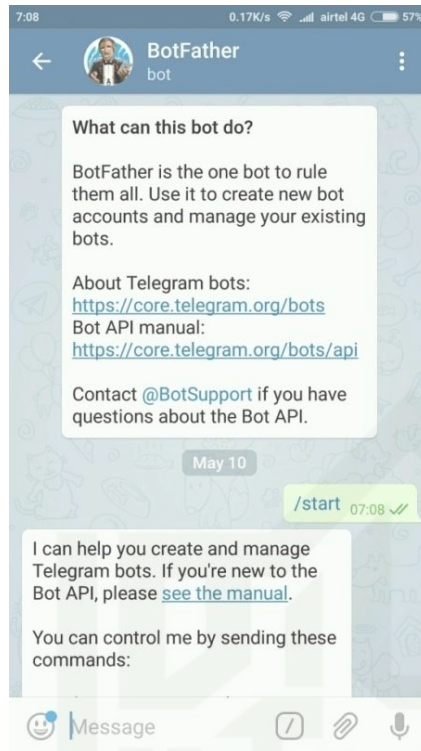 7:08
0.17K/s airtel 4G 57%
BotFather
bot
What can this bot do?
BotFather is the one bot to rule
them all. Use it to create new bot
accounts and manage your existing
bots.
About Telegram bots:
https://core.telegram.org/bots
Bot API manual:
https://core.telegram.org/bots/api
Contact @BotSupport if you have
questions about the Bot API.
May 10
/start 07:08
I can help you create and manage
Telegram bots. If you're new to the
Bot API, please see the manual.
You can control me by sending these
commands:
Message